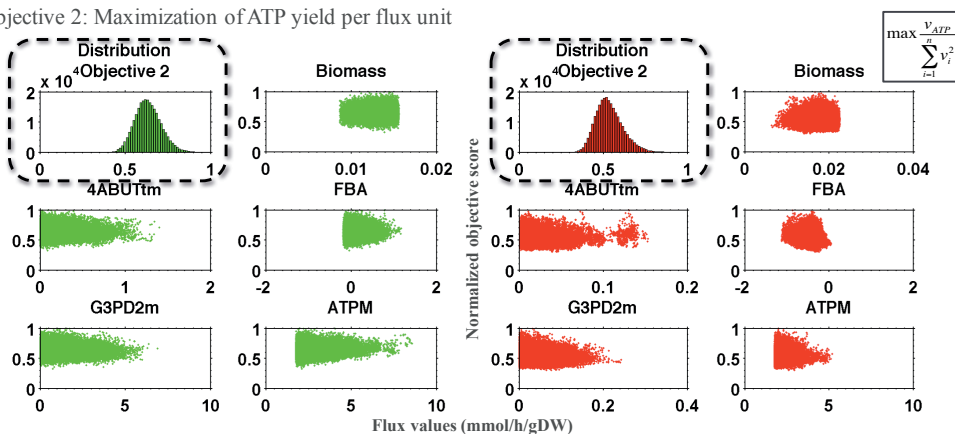 bjective 2: Maximization of ATP yield per flux unit
max v_ATP / ∑ i=1 n v_i^2
Distribution
x 10^4 Objective 2
2
1
0
0 0.5 1
Biomass
1
0.5
0
0 0.01 0.02
4ABUTtm
1
0.5
0
0 1 2
FBA
1
0.5
0
-2 0 2
G3PD2m
1
0.5
0
0 5 10
ATPM
1
0.5
0
0 5 10
Normalized objective score
Distribution
x 10^4 Objective 2
2
1
0
0 0.5 1
Biomass
1
0.5
0
0 0.02 0.04
4ABUTtm
1
0.5
0
0 0.1 0.2
FBA
1
0.5
0
-2 0 2
G3PD2m
1
0.5
0
0 0.2 0.4
ATPM
1
0.5
0
0 5 10
Flux values (mmol/h/gDW)